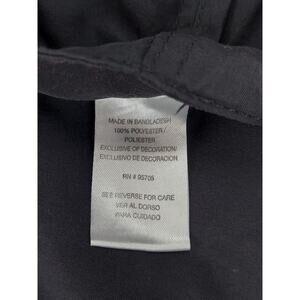 MADE IN BANGLADESH
100% POLYESTER/
POLIESTER
EXCLUSIVE OF DECORATION/
EXCLUSIVO DE DECORACION
RN # 95705
SEE REVERSE FOR CARE
VER AL DORSO
PARA CUIDADO